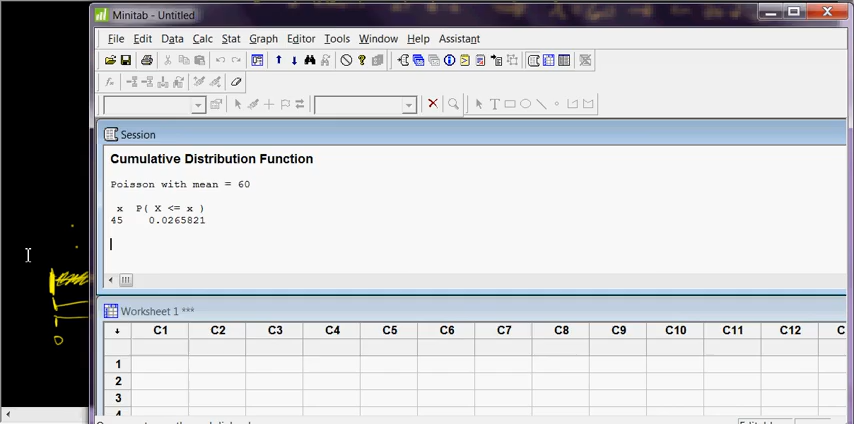 Minitab - Untitled
File Edit Data Calc Stat Graph Editor Tools Window Help Assistant
Session
Cumulative Distribution Function
Poisson with mean = 60
x P( X <= x )
45 0.0265821
Worksheet 1 ***
C1 C2 C3 C4 C5 C6 C7 C8 C9 C10 C11 C12 C
1
2
3
4
0